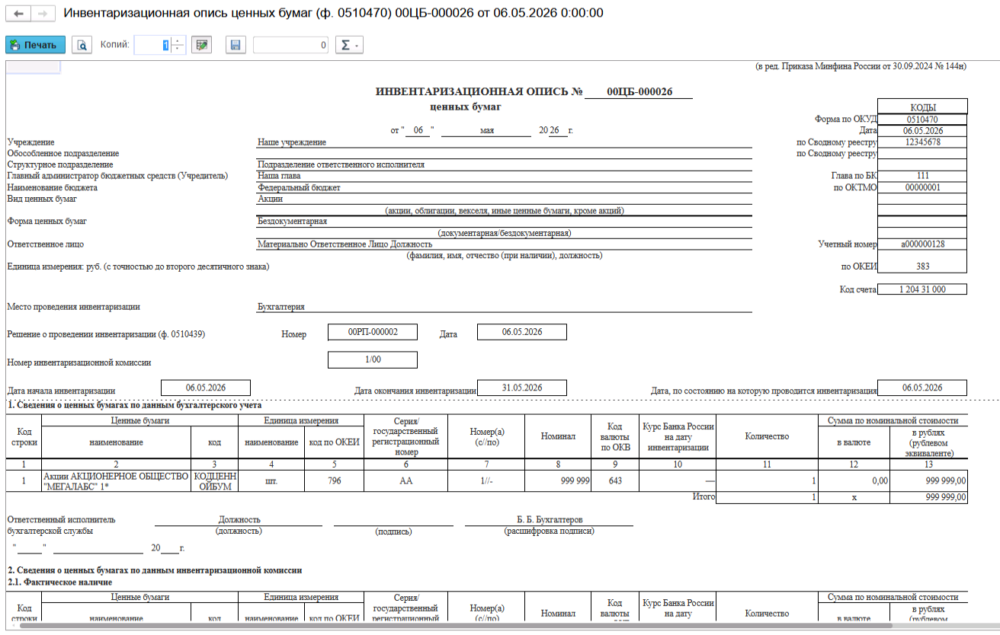 Инвентаризационная опись ценных бумаг (ф. 0510470) 00ЦБ-000026 от 06.05.2026 0:00:00
Печать Копий: 1 0 Σ
(в ред. Приказа Минфина России от 30.09.2024 № 144н)
ИНВЕНТАРИЗАЦИОННАЯ ОПИСЬ № 00ЦБ-000026
ценных бумаг
КОДЫ
Форма по ОКУД 0510470
от " 06 " мая 20 26 г. Дата 06.05.2026
Учреждение Наше учреждение по Сводному реестру 12345678
Обособленное подразделение по Сводному реестру
Структурное подразделение Подразделение ответственного исполнителя
Главный администратор бюджетных средств (Учредитель) Наша глава Глава по БК 111
Наименование бюджета Федеральный бюджет по ОКТМО 00000001
Вид ценных бумаг Акции
(акции, облигации, векселя, иные ценные бумаги, кроме акций)
Форма ценных бумаг Бездокументарная
(документарная/бездокументарная)
Ответственное лицо Материально Ответственное Лицо Должность Учетный номер а000000128
(фамилия, имя, отчество (при наличии), должность)
Единица измерения: руб. (с точностью до второго десятичного знака) по ОКЕИ 383
Код счета 1 204 31 000
Место проведения инвентаризации Бухгалтерия
Решение о проведении инвентаризации (ф. 0510439) Номер 00РП-000002 Дата 06.05.2026
Номер инвентаризационной комиссии 1/00
Дата начала инвентаризации 06.05.2026 Дата окончания инвентаризации 31.05.2026 Дата, по состоянию на которую проводится инвентаризация 06.05.2026
1. Сведения о ценных бумагах по данным бухгалтерского учета
Код строки Ценные бумаги Единица измерения Серия/ государственный регистрационный номер Номер(а) (с//по) Номинал Код валюты по ОКВ Курс Банка России на дату инвентаризации Количество Сумма по номинальной стоимости
наименование код наименование код по ОКЕИ в валюте в рублях (рублевом эквиваленте)
1 2 3 4 5 6 7 8 9 10 11 12 13
1 Акции АКЦИОНЕРНОЕ ОБЩЕСТВО "МЕГАЛАБС" 1* КОДЦЕНН ОЙБУМ шт. 796 АА 1//- 999 999 643 — 1 0,00 999 999,00
Итого 1 х 999 999,00
Ответственный исполнитель Должность Б. Б. Бухгалтеров
бухгалтерской службы (должность) (подпись) (расшифровка подписи)
" " 20 г.
2. Сведения о ценных бумагах по данным инвентаризационной комиссии
2.1. Фактическое наличие
Код строки Ценные бумаги Единица измерения Серия/ государственный регистрационный Номер(а) (с//по) Номинал Код валюты Курс Банка России на дату Количество Сумма по номинальной стоимости
наименование код наименование код по ОКЕИ в валюте в рублях (рублевом